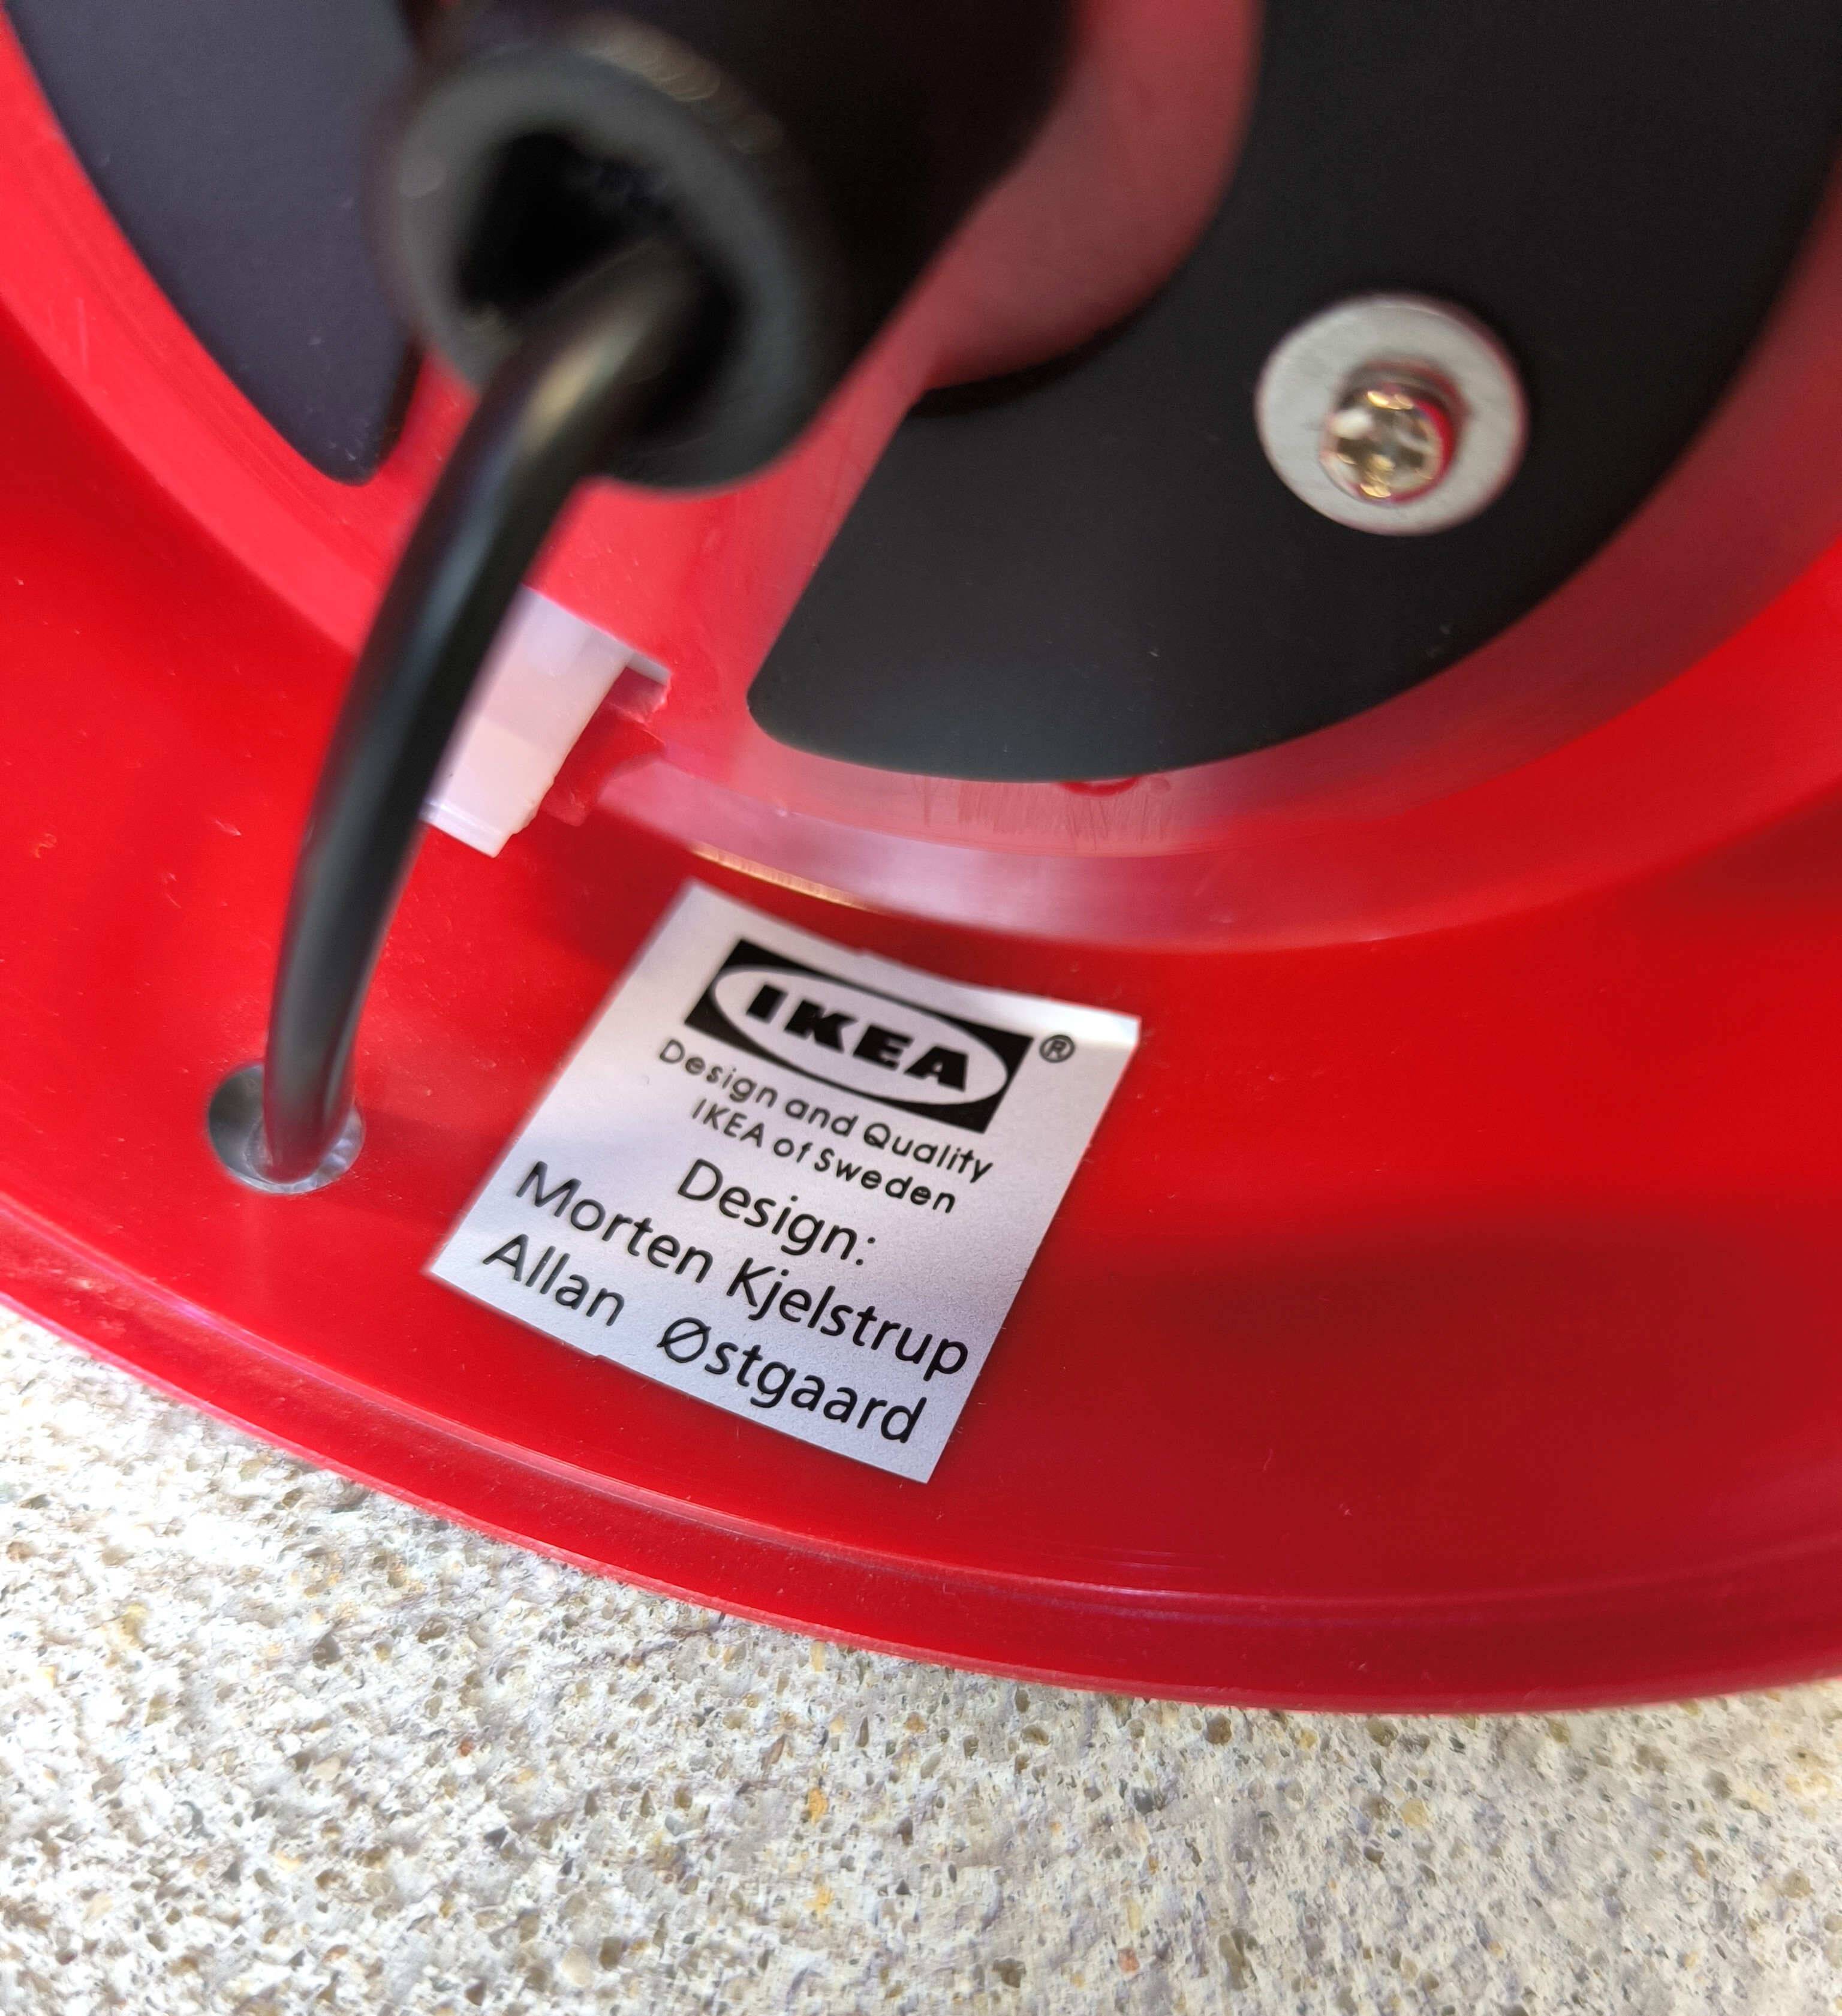 IKEA®
Design and Quality
IKEA of Sweden
Design:
Morten Kjelstrup
Allan Østgaard